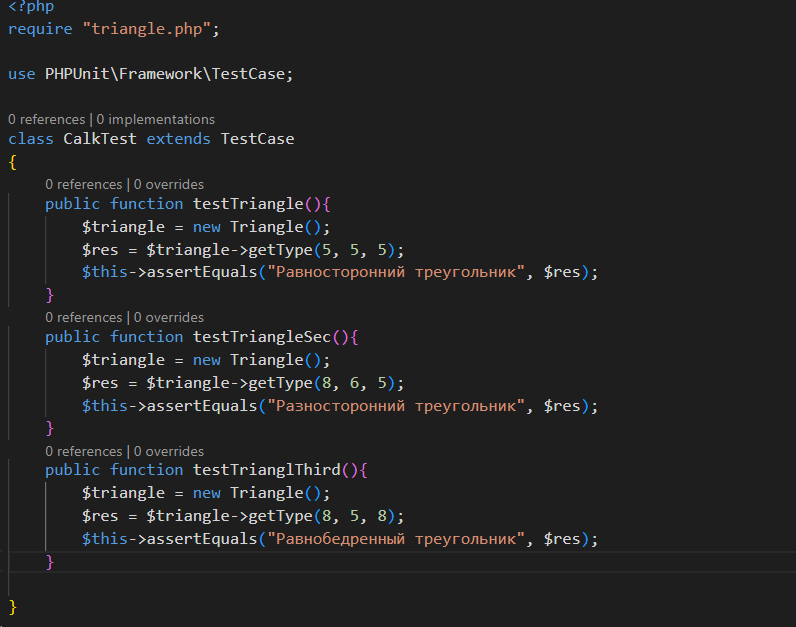 <?php
require "triangle.php";
use PHPUnit\Framework\TestCase;
0 references | 0 implementations
class CalkTest extends TestCase
{
0 references | 0 overrides
public function testTriangle(){
$triangle = new Triangle();
$res = $triangle->getType(5, 5, 5);
$this->assertEquals("Равносторонний треугольник", $res);
}
0 references | 0 overrides
public function testTriangleSec(){
$triangle = new Triangle();
$res = $triangle->getType(8, 6, 5);
$this->assertEquals("Разносторонний треугольник", $res);
}
0 references | 0 overrides
public function testTrianglThird(){
$triangle = new Triangle();
$res = $triangle->getType(8, 5, 8);
$this->assertEquals("Равнобедренный треугольник", $res);
}
}